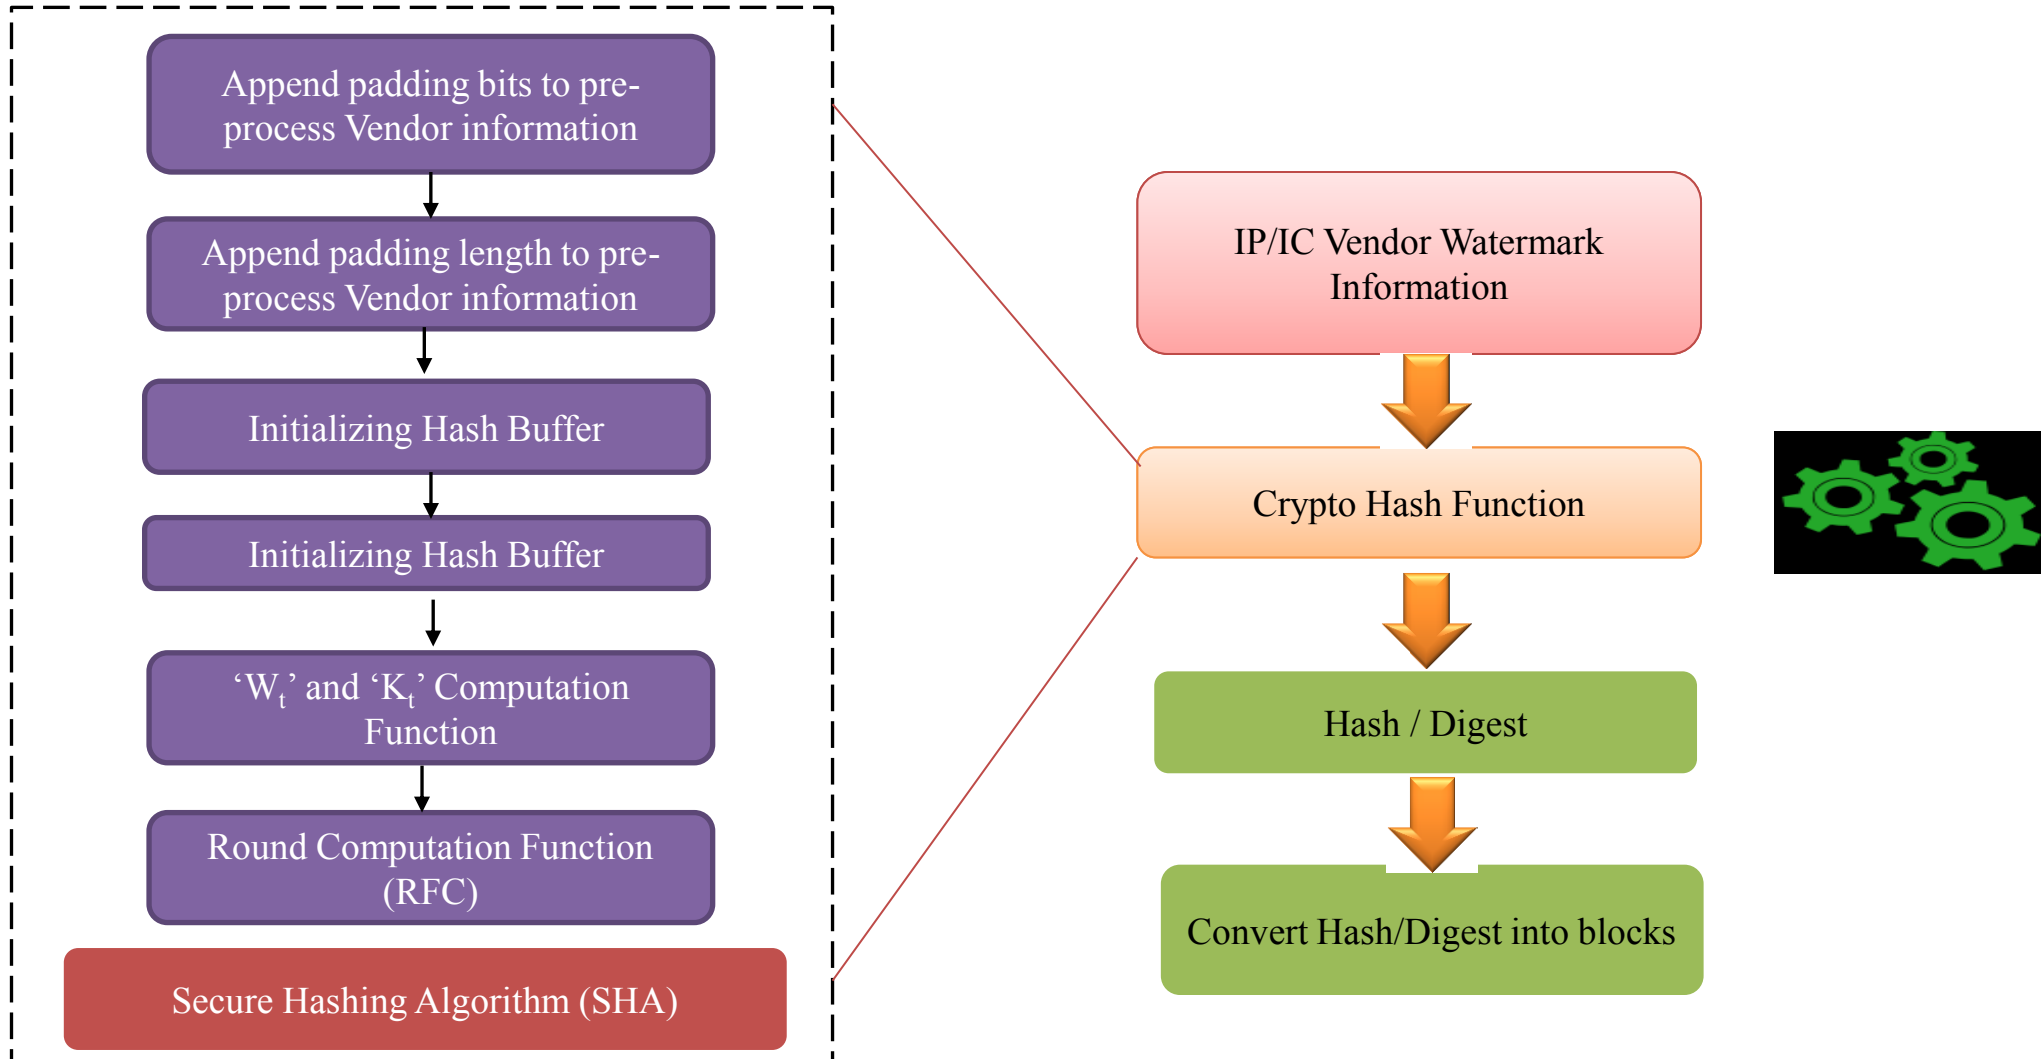 Append padding bits to pre-
process Vendor information
Append padding length to pre-
process Vendor information
Initializing Hash Buffer
Initializing Hash Buffer
‘Wt’ and ‘Kt’ Computation
Function
Round Computation Function
(RFC)
Secure Hashing Algorithm (SHA)
IP/IC Vendor Watermark
Information
Crypto Hash Function
Hash / Digest
Convert Hash/Digest into blocks